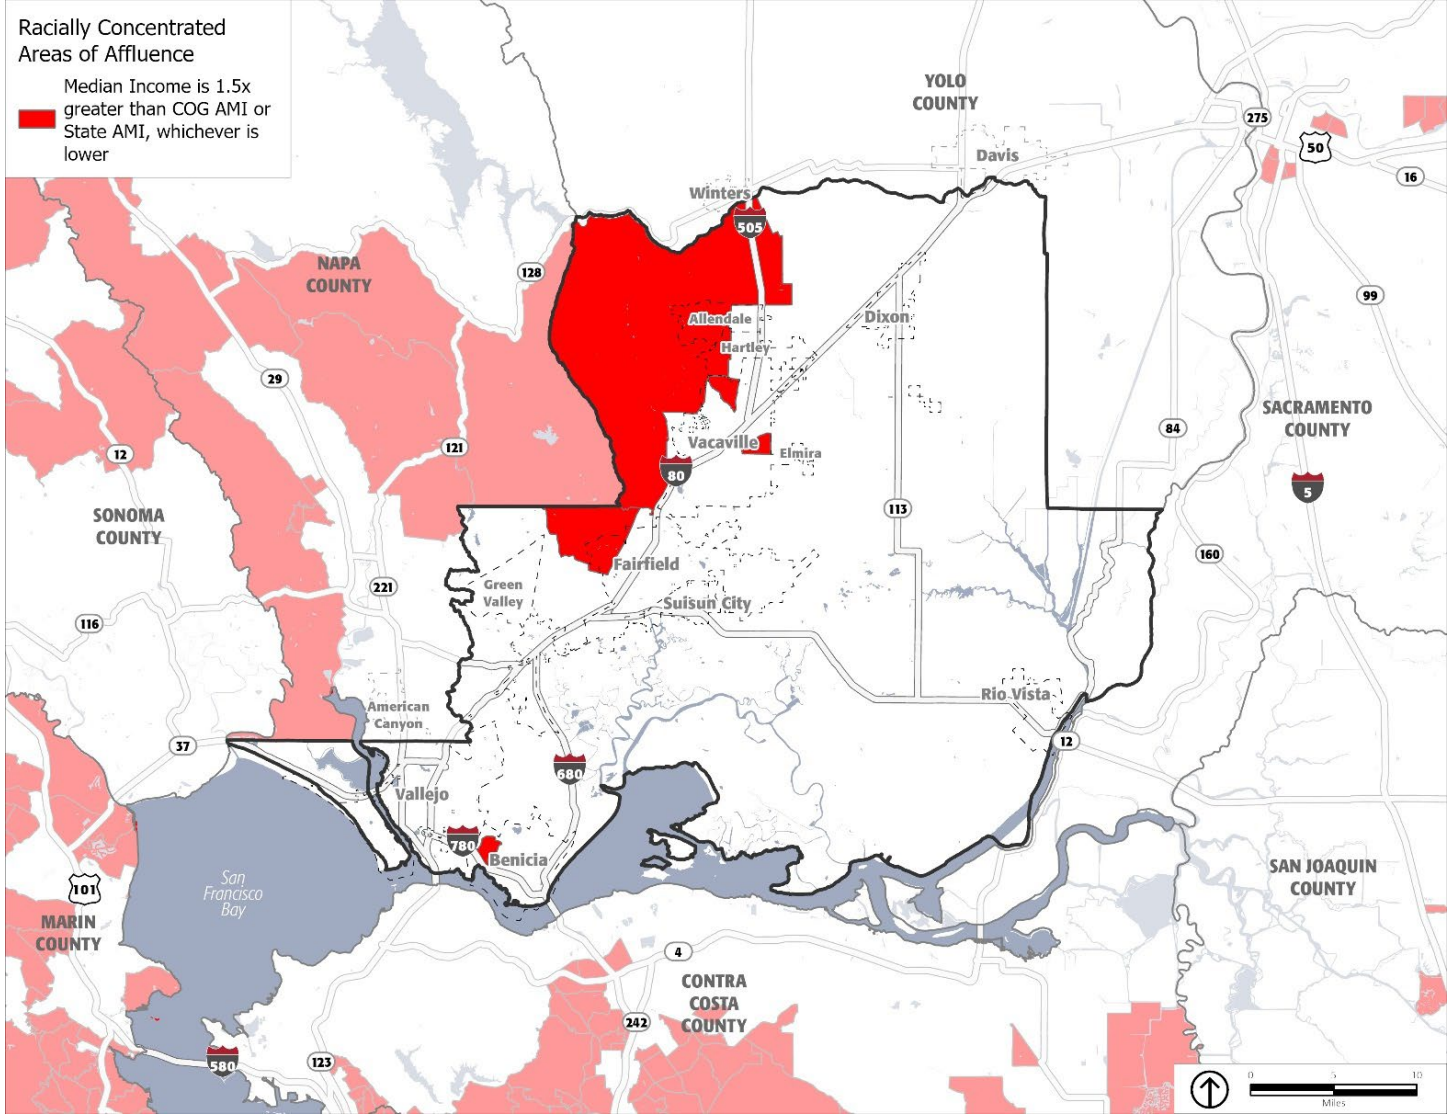 Racially Concentrated
Areas of Affluence
Median Income is 1.5x
greater than COG AMI or
State AMI, whichever is
lower
YOLO
COUNTY
275
50
Davis
16
Winters
505
NAPA
COUNTY
128
99
Allendale
Dixon
Hartley
29
SACRAMENTO
COUNTY
84
12
121
Vacaville
Elmira
80
5
113
SONOMA
COUNTY
160
Fairfield
221
Green
Valley
Suisun City
116
Rio Vista
American
Canyon
37
12
680
Vallejo
780
Benicia
San
Francisco
Bay
101
SAN JOAQUIN
COUNTY
MARIN
COUNTY
4
CONTRA
COSTA
COUNTY
242
580
123
0 5 10
Miles